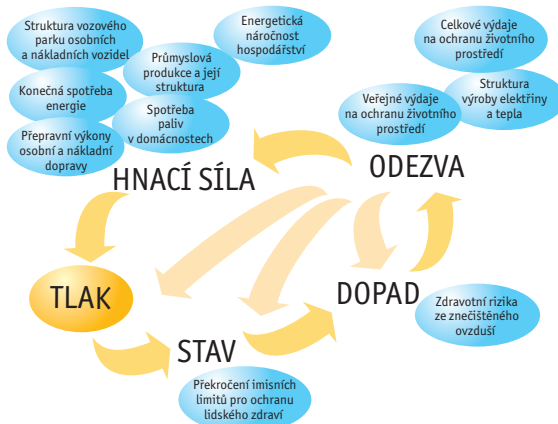 Struktura vozového
parku osobních
a nákladních vozidel
Energetická
náročnost
hospodářství
Průmyslová
produkce a její
struktura
Konečná spotřeba
energie
Spotřeba
paliv
v domácnostech
Přepravní výkony
osobní a nákladní
dopravy
Celkové výdaje
na ochranu životního
prostředí
Struktura
výroby elektřiny
a tepla
Veřejné výdaje
na ochranu životního
prostředí
HNACÍ SÍLA
ODEZVA
TLAK
DOPAD
Zdravotní rizika
ze znečištěného
ovzduší
STAV
Překročení imisních
limitů pro ochranu
lidského zdraví